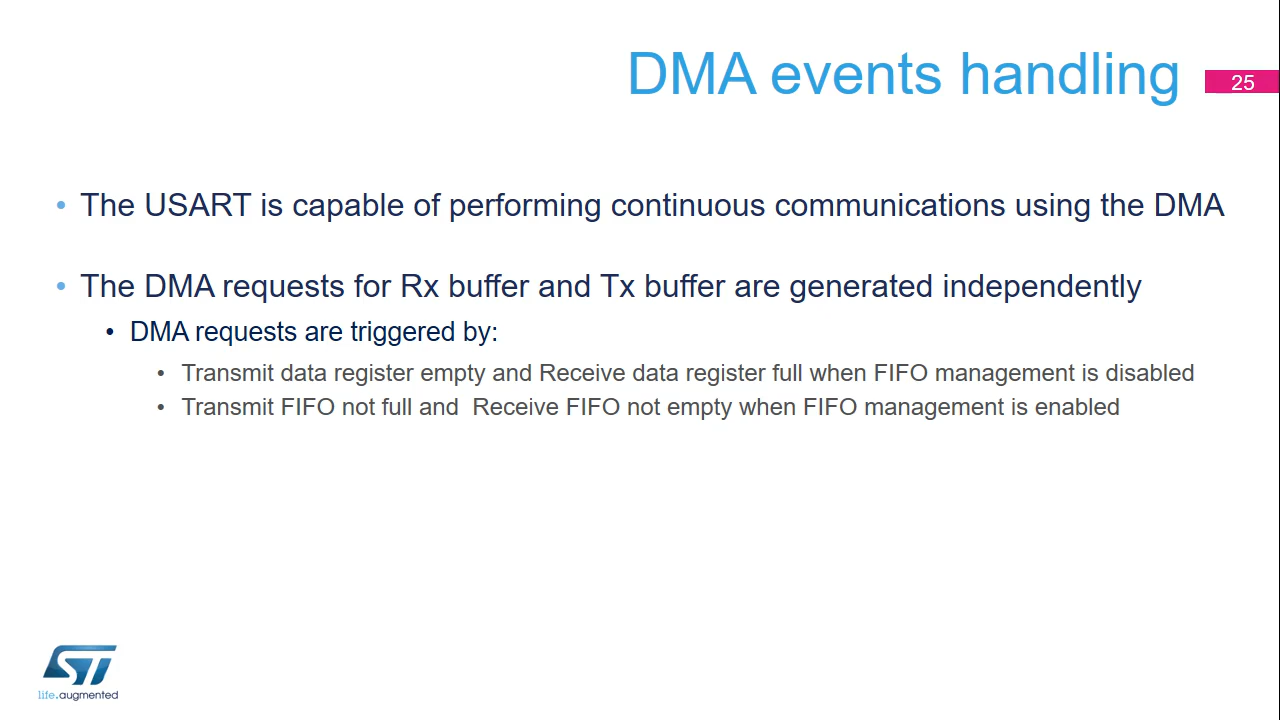 DMA events handling
25
• The USART is capable of performing continuous communications using the DMA
• The DMA requests for Rx buffer and Tx buffer are generated independently
• DMA requests are triggered by:
• Transmit data register empty and Receive data register full when FIFO management is disabled
• Transmit FIFO not full and  Receive FIFO not empty when FIFO management is enabled
ST
life.augmented